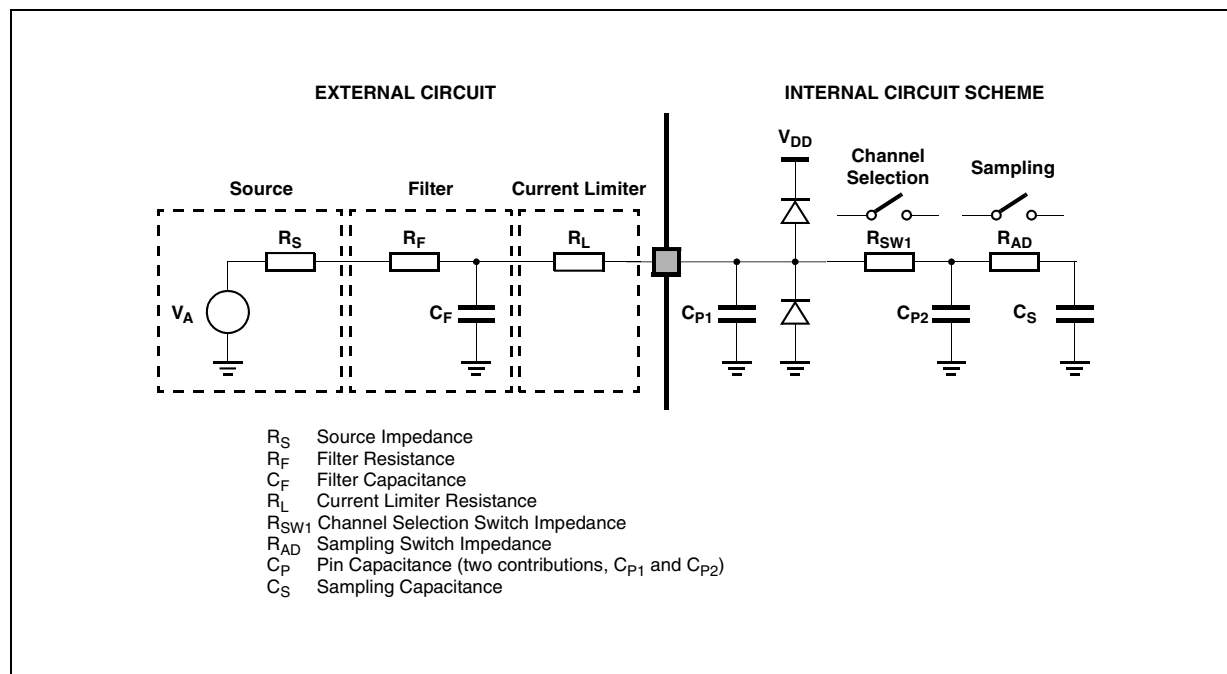 EXTERNAL CIRCUIT
INTERNAL CIRCUIT SCHEME
VDD
Channel
Selection
Sampling
Source
Filter
Current Limiter
RS
RF
RL
RSW1
RAD
VA
CF
CP1
CP2
CS
RS Source Impedance
RF Filter Resistance
CF Filter Capacitance
RL Current Limiter Resistance
RSW1 Channel Selection Switch Impedance
RAD Sampling Switch Impedance
CP Pin Capacitance (two contributions, CP1 and CP2)
CS Sampling Capacitance